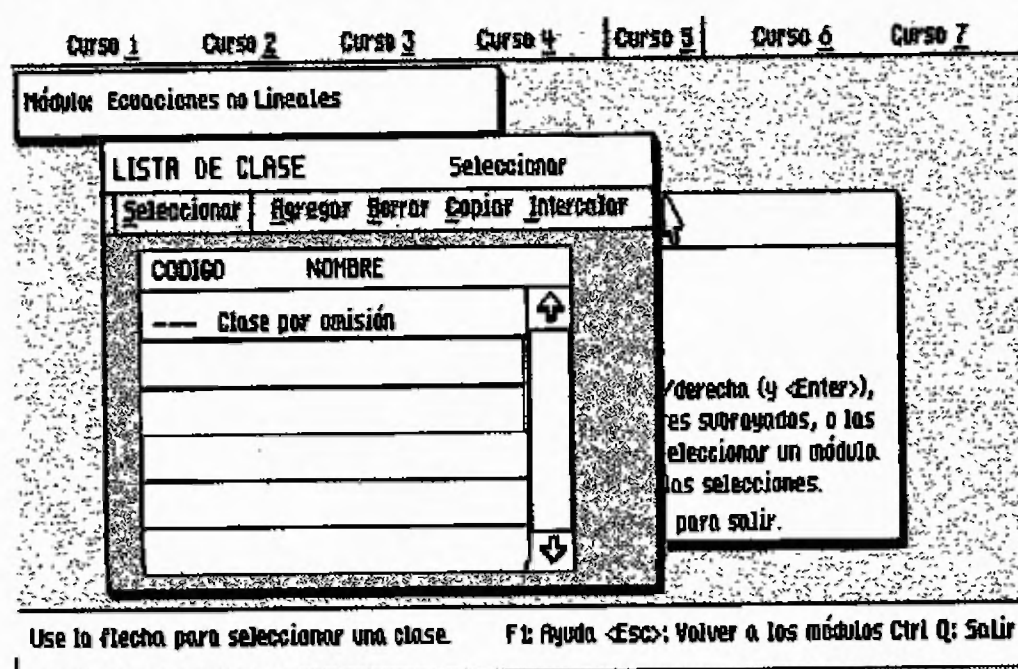 Curso 1 Curso 2 Curso 3 Curso 4 Curso 5 Curso 6 Curso 7
Módulo: Ecuaciones no Lineales
LISTA DE CLASE Seleccionar
Seleccionar Agregar Borrar Copiar Intercalar
CODIGO NOMBRE
--- Clase por omisión
/derecha (y <Enter>),
es subrayados, o las
eleccionar un módulo.
las selecciones.
para salir.
Use la flecha para seleccionar una clase. F1: Ayuda <Esc>: Volver a los módulos Ctrl Q: Salir